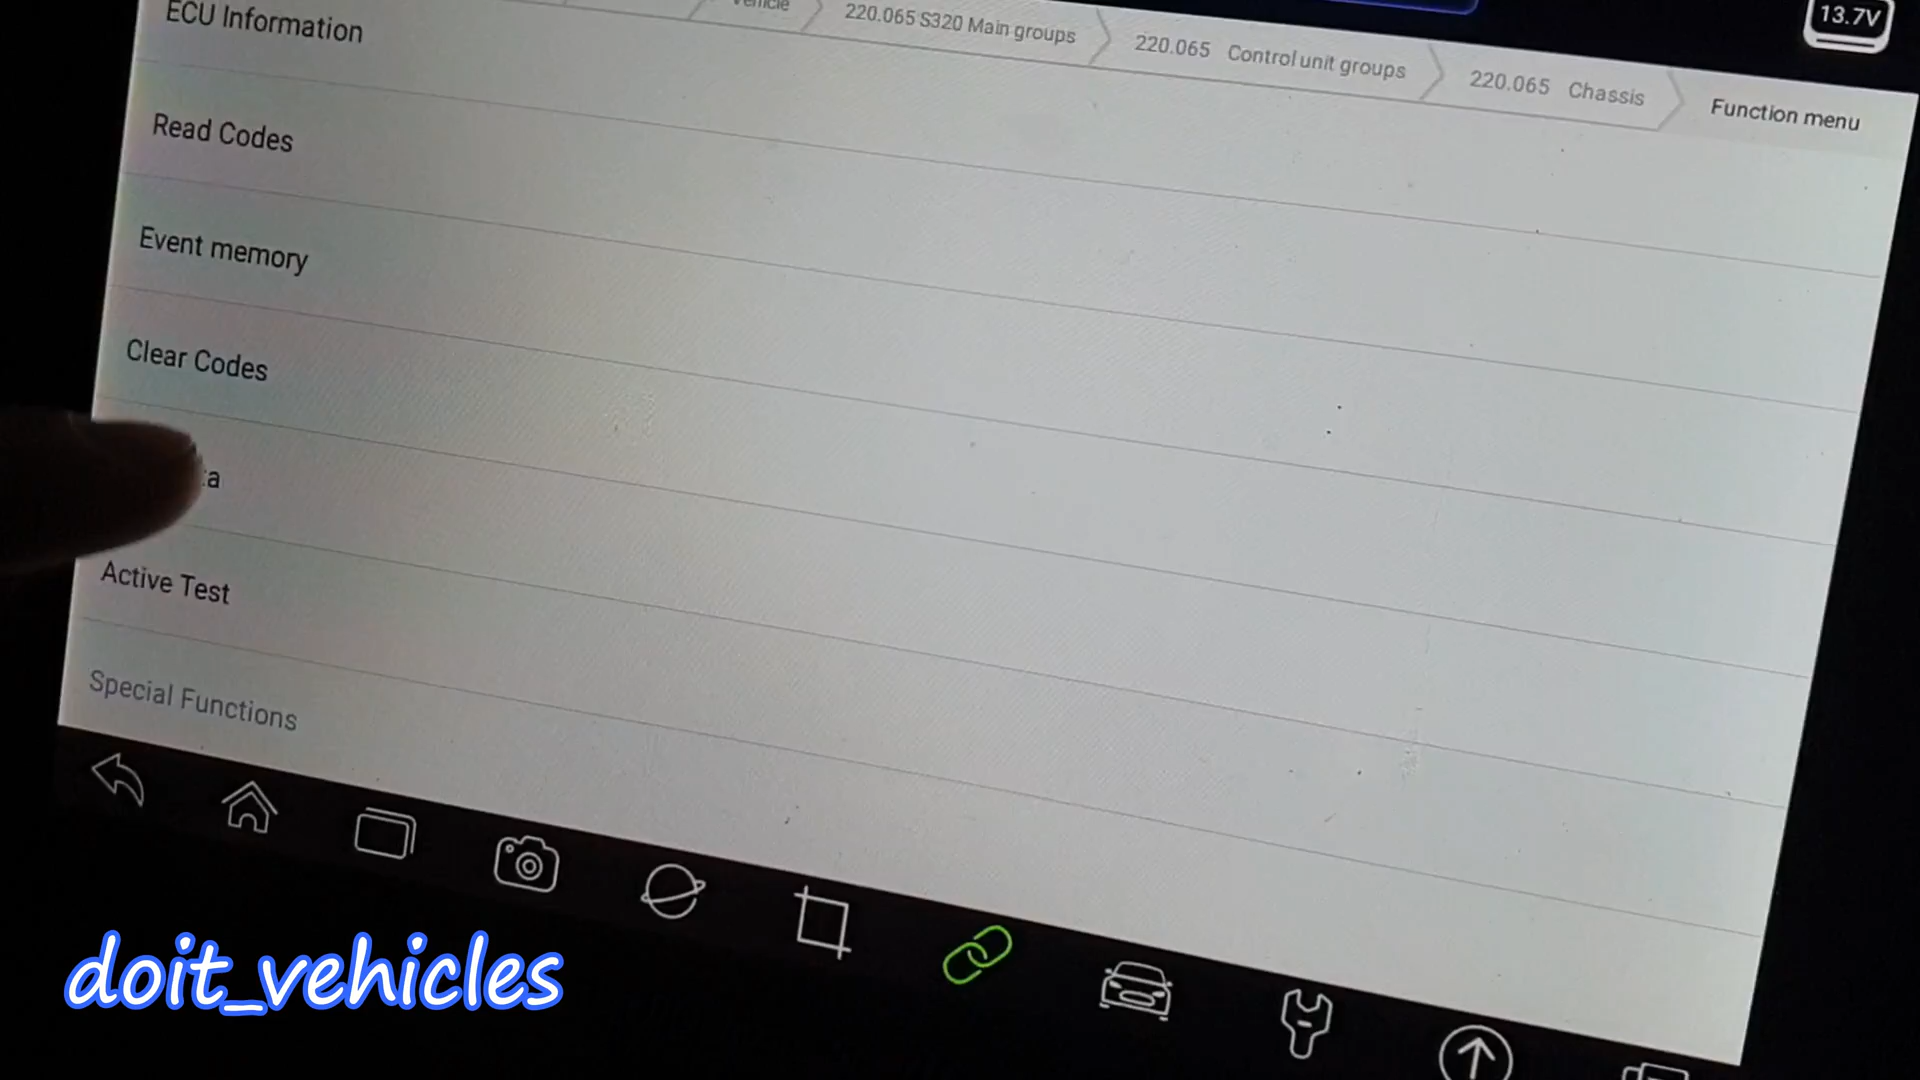 Vehicle
220.065 S320 Main groups
220.065 Control unit groups
220.065 Chassis
Function menu
13.7V
ECU Information
Read Codes
Event memory
Clear Codes
Active Test
Special Functions
doit_vehicles